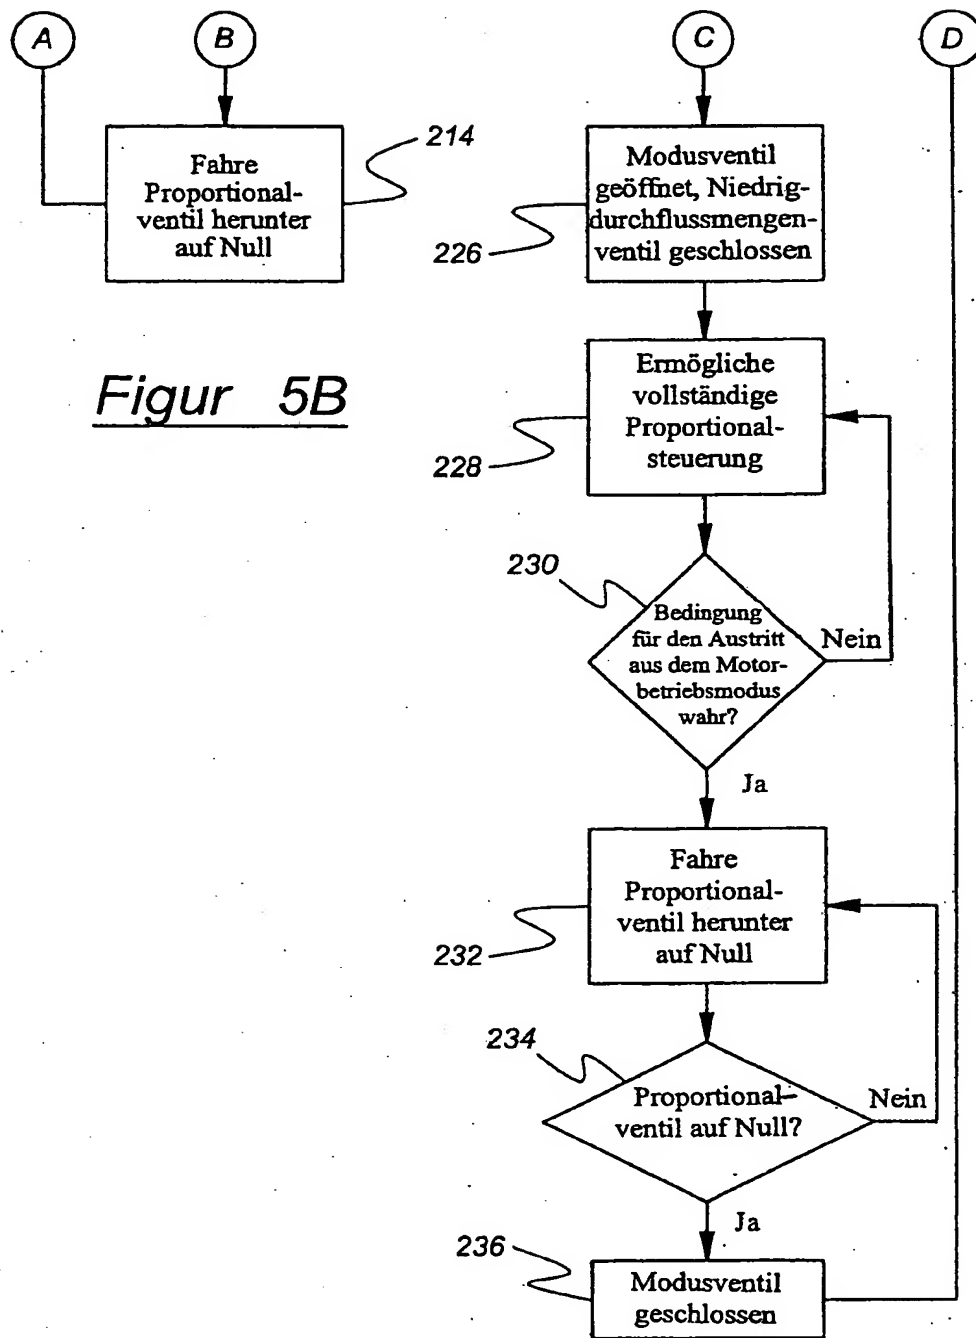 A
B
C
D
Fahre
Proportional-
ventil herunter
auf Null
214
Modusventil
geöffnet, Niedrig-
durchflussmengen-
ventil geschlossen
226
Figur 5B
Ermögliche
vollständige
Proportional-
steuerung
228
230
Bedingung
für den Austritt
aus dem Motor-
betriebsmodus
wahr?
Nein
Ja
Fahre
Proportional-
ventil herunter
auf Null
232
234
Proportional-
ventil auf Null?
Nein
Ja
236
Modusventil
geschlossen